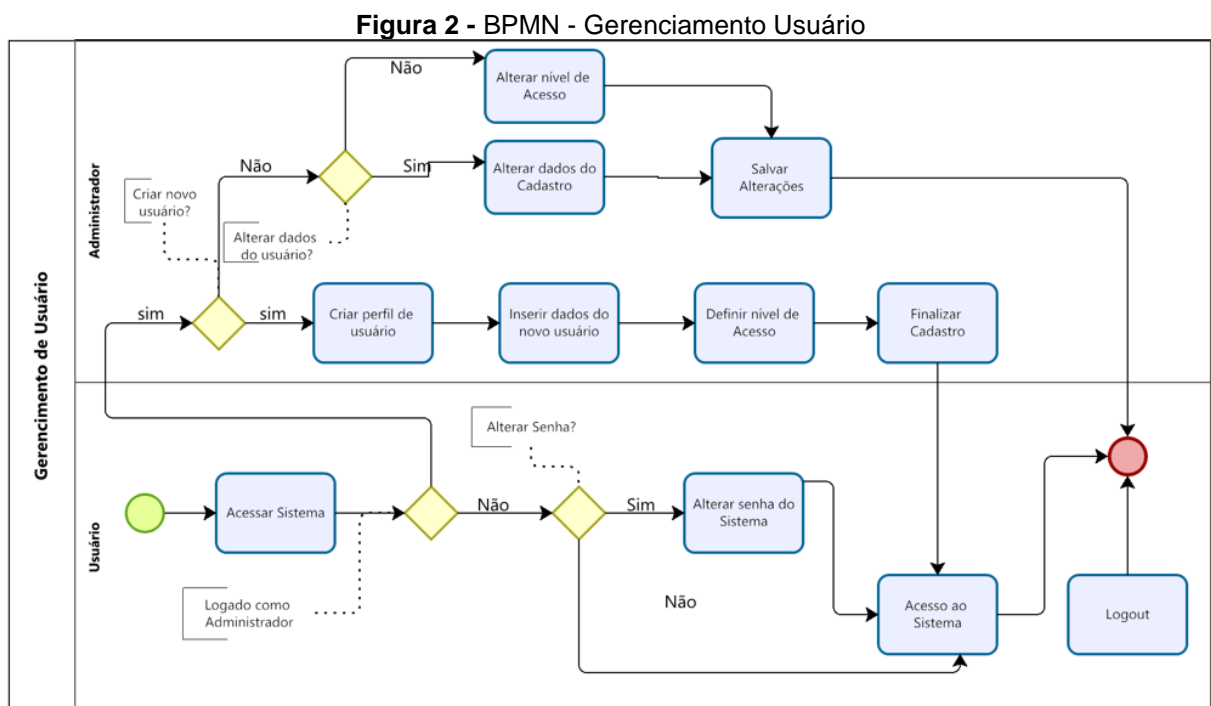 Figura 2 - BPMN - Gerenciamento Usuário
Gerencimento de Usuário
Administrador
Não
Alterar nível de
Acesso
Não
Sim
Alterar dados do
Cadastro
Salvar
Alterações
Criar novo
usuário?
Alterar dados
do usuário?
sim
sim
Criar perfil de
usuário
Inserir dados do
novo usuário
Definir nível de
Acesso
Finalizar
Cadastro
Usuário
Alterar Senha?
Acessar Sistema
Não
Sim
Alterar senha do
Sistema
Logado como
Administrador
Não
Acesso ao
Sistema
Logout